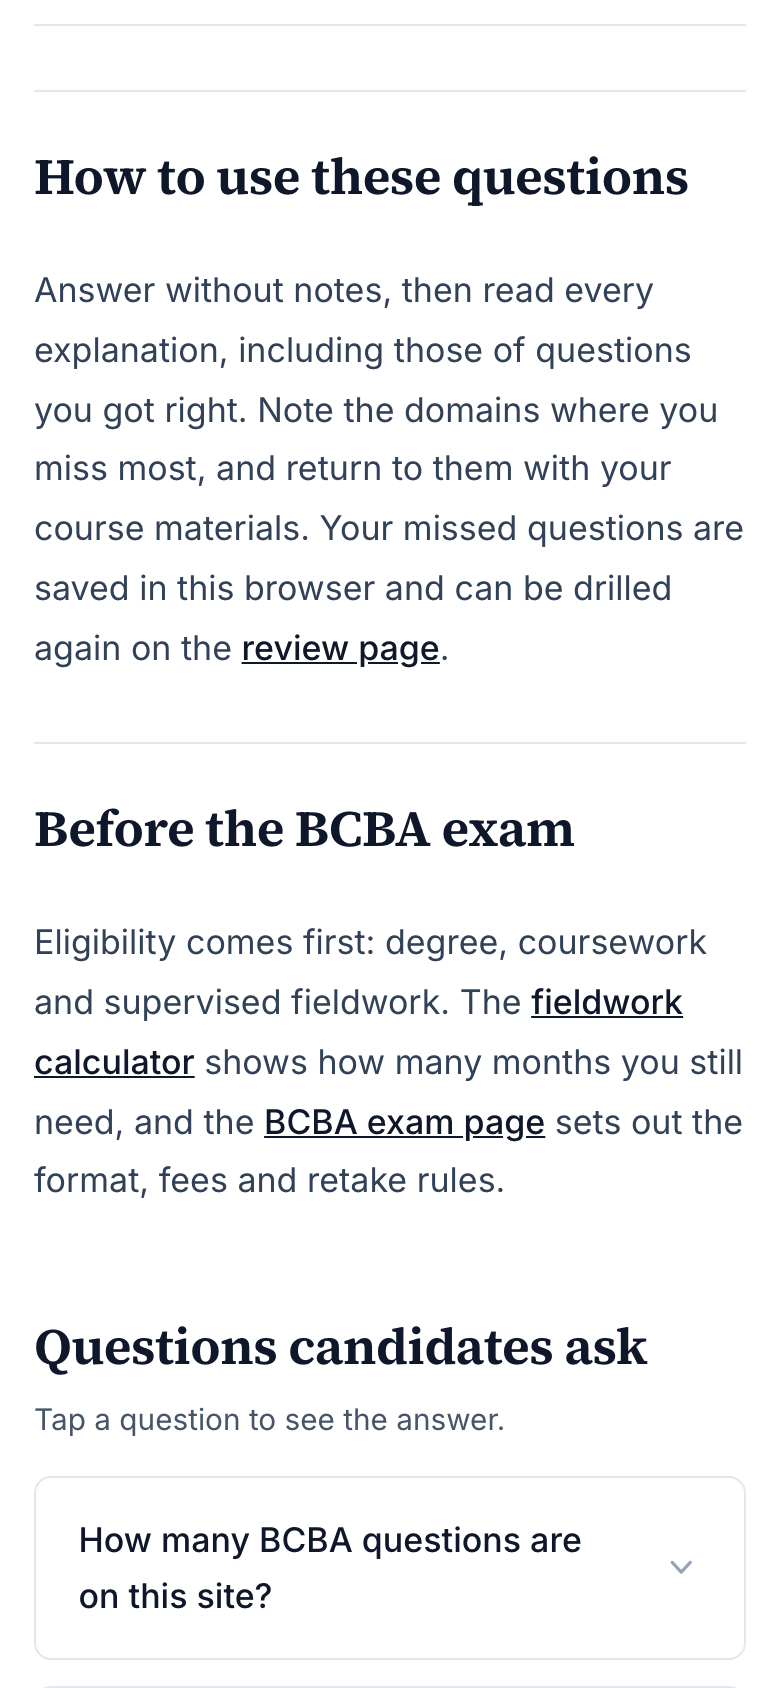 How to use these questions
Answer without notes, then read every
explanation, including those of questions
you got right. Note the domains where you
miss most, and return to them with your
course materials. Your missed questions are
saved in this browser and can be drilled
again on the review page.
Before the BCBA exam
Eligibility comes first: degree, coursework
and supervised fieldwork. The fieldwork
calculator shows how many months you still
need, and the BCBA exam page sets out the
format, fees and retake rules.
Questions candidates ask
Tap a question to see the answer.
How many BCBA questions are
on this site?